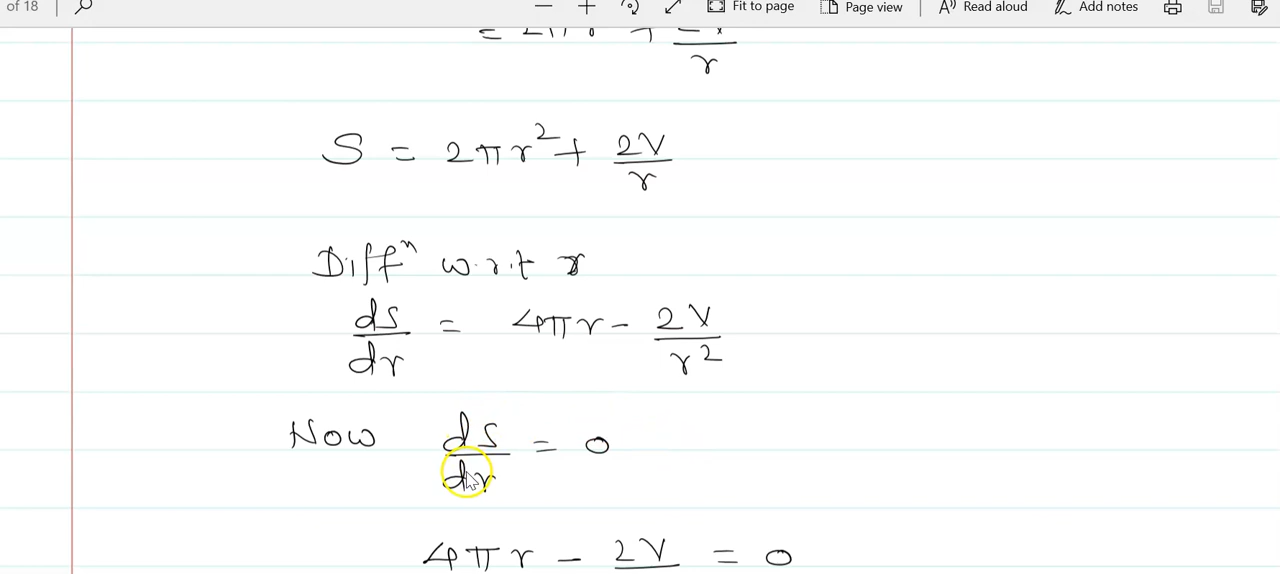 of 18 Fit to page Page view Read aloud Add notes
r
S = 2πr² + 2V/r
Diffⁿ w.r.t r
ds/dr = 4πr - 2V/r²
Now ds/dr = 0
4πr - 2V = 0